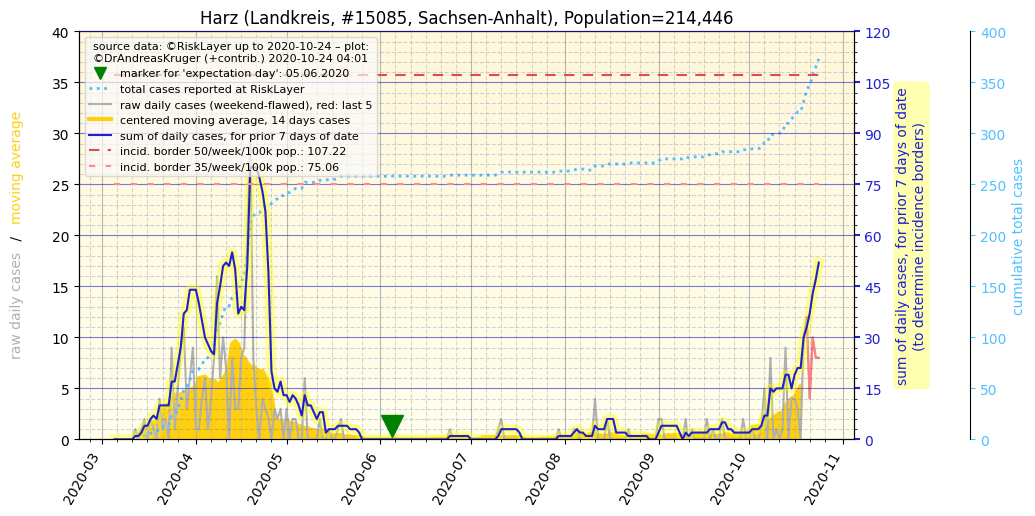 Harz (Landkreis, #15085, Sachsen-Anhalt), Population=214,446
source data: ©RiskLayer up to 2020-10-24 – plot:
©DrAndreasKruger (+contrib.) 2020-10-24 04:01
marker for 'expectation day': 05.06.2020
total cases reported at RiskLayer
raw daily cases (weekend-flawed), red: last 5
centered moving average, 14 days cases
sum of daily cases, for prior 7 days of date
incid. border 50/week/100k pop.: 107.22
incid. border 35/week/100k pop.: 75.06
raw daily cases / moving average
40
35
30
25
20
15
10
5
0
2020-03
2020-04
2020-05
2020-06
2020-07
2020-08
2020-09
2020-10
2020-11
120
105
90
75
60
45
30
15
0
sum of daily cases, for prior 7 days of date
(to determine incidence borders)
400
350
300
250
200
150
100
50
0
cumulative total cases